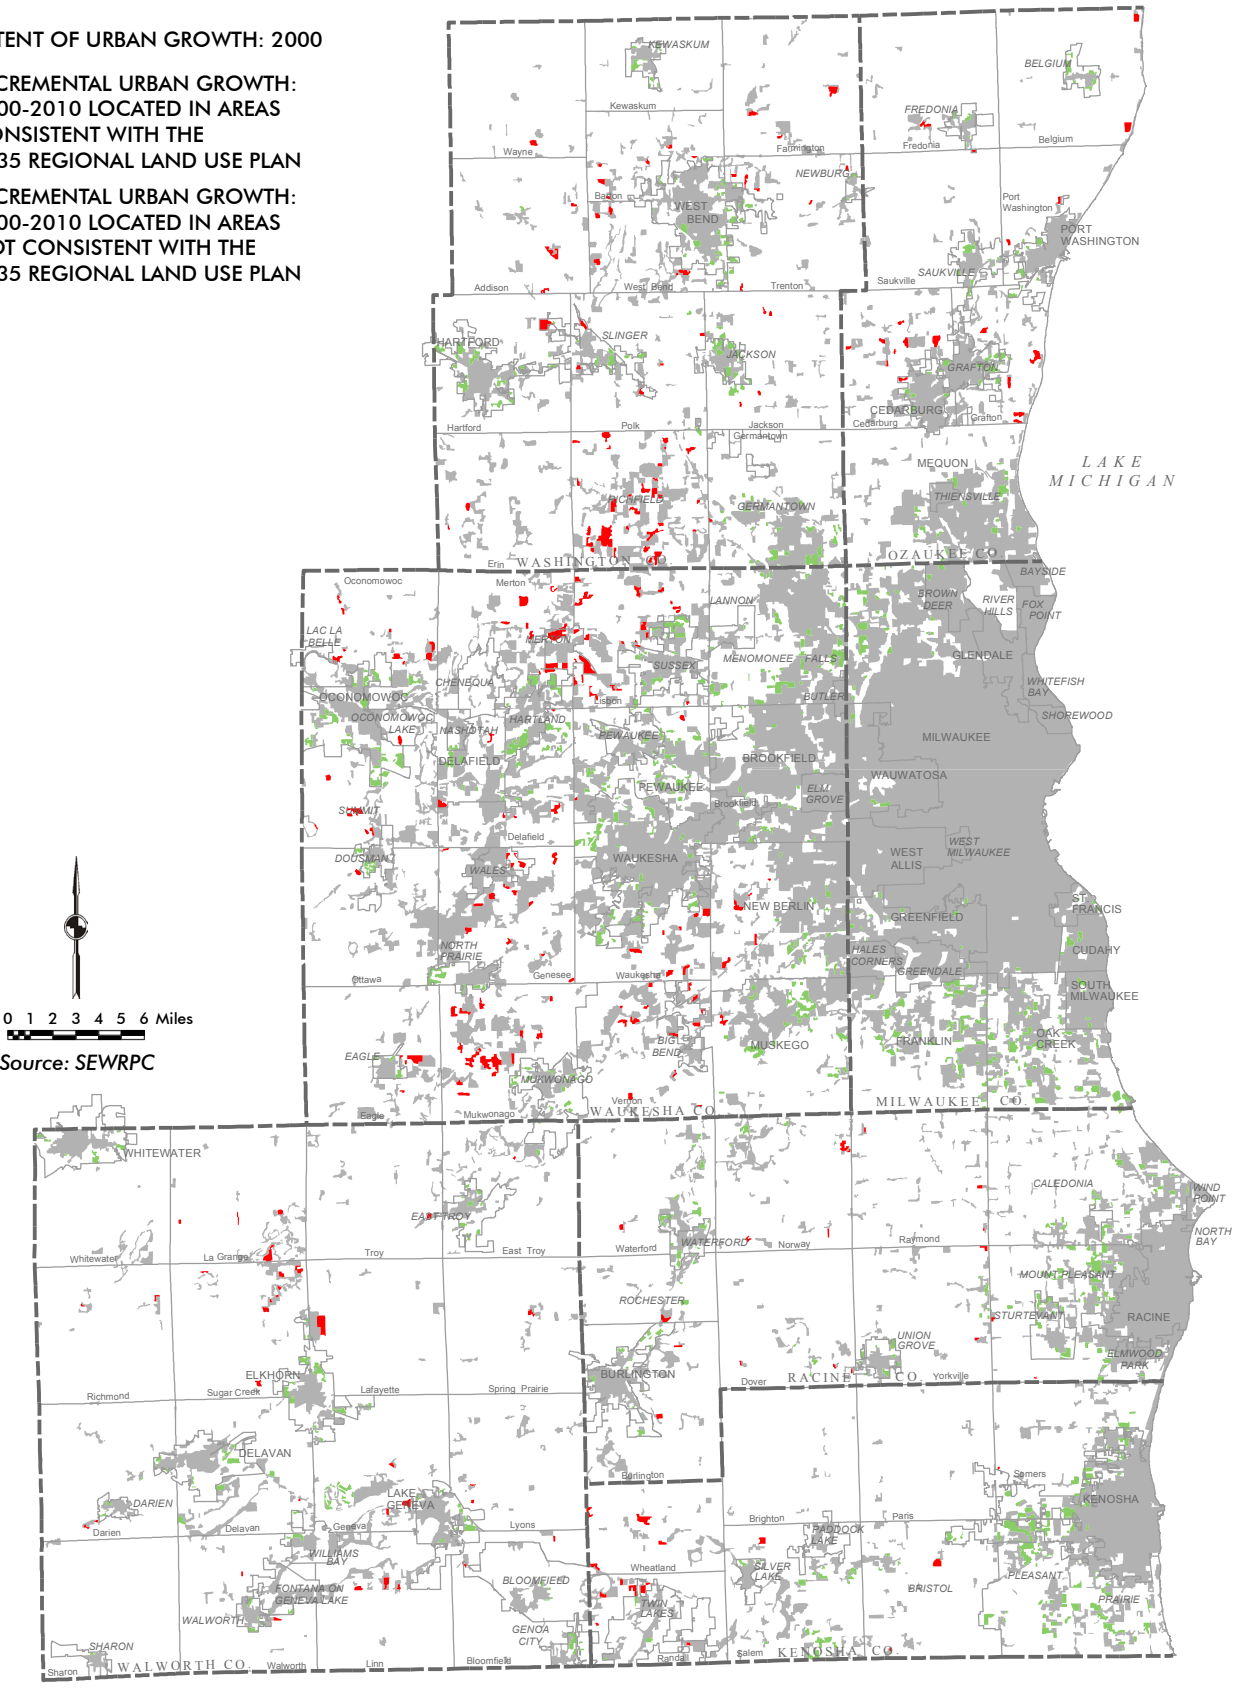 TENT OF URBAN GROWTH: 2000
CREMENTAL URBAN GROWTH:
00-2010 LOCATED IN AREAS
ONSISTENT WITH THE
35 REGIONAL LAND USE PLAN
CREMENTAL URBAN GROWTH:
00-2010 LOCATED IN AREAS
OT CONSISTENT WITH THE
35 REGIONAL LAND USE PLAN
KEWASKUM
BELGIUM
Kewaskum
FREDONIA
Wayne
Farmington
Fredonia
Belgium
NEWBURG
Barton
WEST
BEND
Port
Washington
PORT
WASHINGTON
SAUKVILLE
Addison
West Bend
Trenton
Saukville
HARTFORD
SLINGER
JACKSON
GRAFTON
CEDARBURG
Hartford
Polk
Jackson
Germantown
Cedarburg
Grafton
LAKE
MICHIGAN
MEQUON
THIENSVILLE
RICHFIELD
GERMANTOWN
Erin
WASHINGTON CO.
OZAUKEE CO.
Oconomowoc
Merton
BAYSIDE
LANNON
BROWN
DEER
RIVER
HILLS
FOX
POINT
LAC LA
BELLE
MERTON
SUSSEX
MENOMONEE FALLS
GLENDALE
CHENEQUA
WHITEFISH
BAY
OCONOMOWOC
Lisbon
BUTLER
SHOREWOOD
OCONOMOWOC
LAKE
NASHOTAH
HARTLAND
PEWAUKEE
MILWAUKEE
DELAFIELD
BROOKFIELD
WAUWATOSA
PEWAUKEE
ELM
GROVE
Brookfield
SUMMIT
Delafield
DOUSMAN
WALES
WAUKESHA
WEST
ALLIS
WEST
MILWAUKEE
NEW BERLIN
ST.
FRANCIS
GREENFIELD
NORTH
PRAIRIE
HALES
CORNERS
CUDAHY
GREENDALE
Ottawa
Genesee
Waukesha
SOUTH
MILWAUKEE
0 1 2 3 4 5 6 Miles
Source: SEWRPC
EAGLE
BIG
BEND
MUSKEGO
FRANKLIN
OAK
CREEK
MUKWONAGO
Eagle
Mukwonago
Vernon
WAUKESHA CO.
MILWAUKEE CO.
WHITEWATER
CALEDONIA
WIND
POINT
EAST TROY
NORTH
BAY
Whitewater
La Grange
Troy
East Troy
Waterford
WATERFORD
Norway
Raymond
MOUNT PLEASANT
ROCHESTER
STURTEVANT
RACINE
UNION
GROVE
ELMWOOD
PARK
ELKHORN
BURLINGTON
Richmond
Sugar Creek
Lafayette
Spring Prairie
Dover
RACINE CO.
Yorkville
DELAVAN
Burlington
Somers
LAKE
GENEVA
KENOSHA
DARIEN
Darien
Delavan
Geneva
Lyons
Brighton
Paris
PADDOCK
LAKE
WILLIAMS
BAY
Wheatland
SILVER
LAKE
BLOOMFIELD
PLEASANT
FONTANA ON
GENEVA LAKE
BRISTOL
PRAIRIE
TWIN
LAKES
WALWORTH
GENOA
CITY
SHARON
Sharon
WALWORTH CO.
Walworth
Linn
Bloomfield
Randa
Salem
KENOSHA CO.